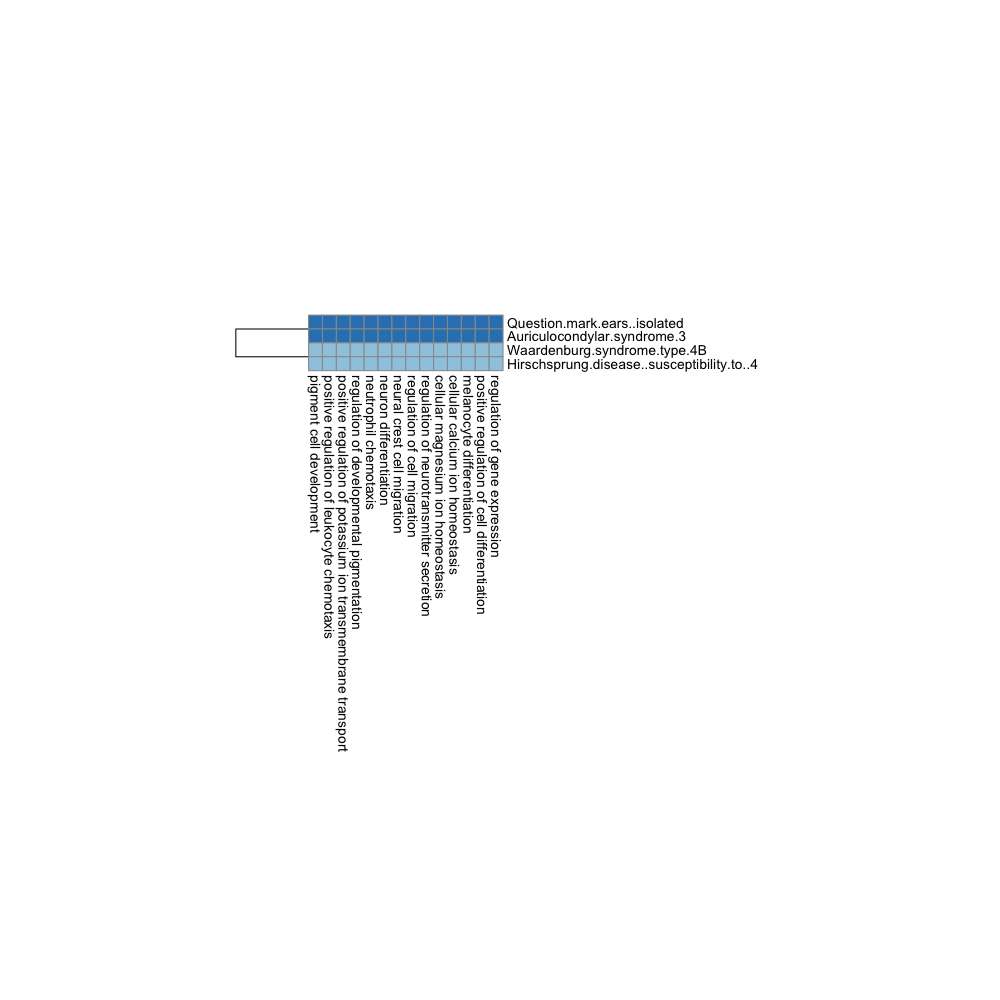 Question.mark.ears..isolated
Auriculocondylar.syndrome.3
Waardenburg.syndrome.type.4B
Hirschsprung.disease..susceptibility.to..4
pigment cell development
positive regulation of leukocyte chemotaxis
positive regulation of potassium ion transmembrane transport
regulation of developmental pigmentation
neutrophil chemotaxis
neuron differentiation
neural crest cell migration
regulation of cell migration
regulation of neurotransmitter secretion
cellular magnesium ion homeostasis
cellular calcium ion homeostasis
melanocyte differentiation
positive regulation of cell differentiation
regulation of gene expression